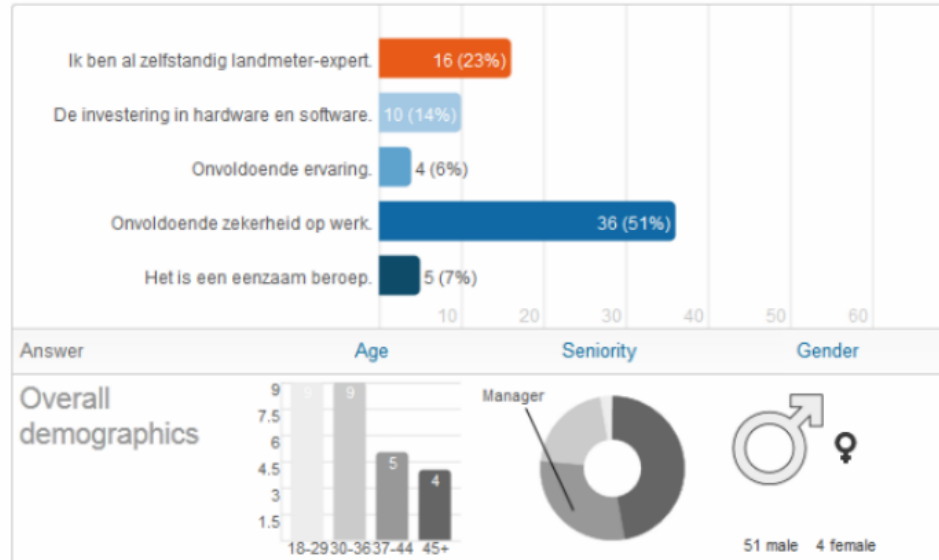 Ik ben al zelfstandig landmeter-expert. 16 (23%)
De investering in hardware en software. 10 (14%)
Onvoldoende ervaring. 4 (6%)
Onvoldoende zekerheid op werk. 36 (51%)
Het is een eenzaam beroep. 5 (7%)
10 20 30 40 50 60
Answer Age Seniority Gender
Overall
demographics
9
7.5
6
4.5
3
1.5
9 9 5 4
18-29 30-36 37-44 45+
Manager
51 male 4 female